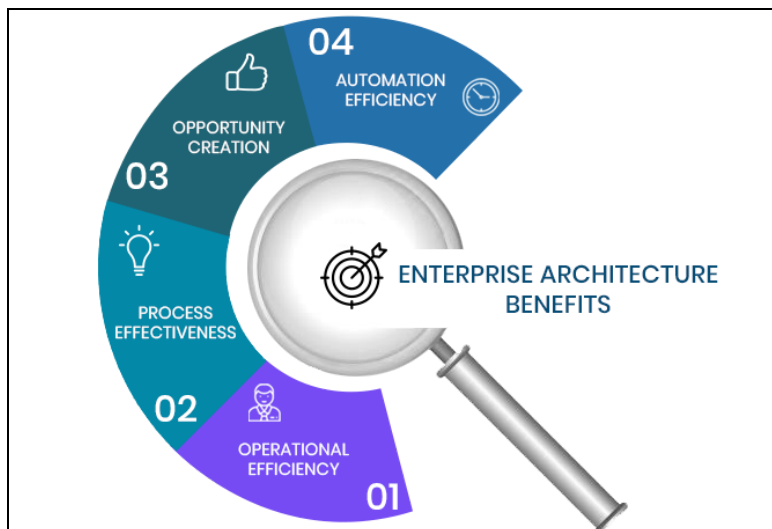 04
AUTOMATION
EFFICIENCY
OPPORTUNITY
CREATION
03
ENTERPRISE ARCHITECTURE
BENEFITS
PROCESS
EFFECTIVENESS
02
OPERATIONAL
EFFICIENCY
01